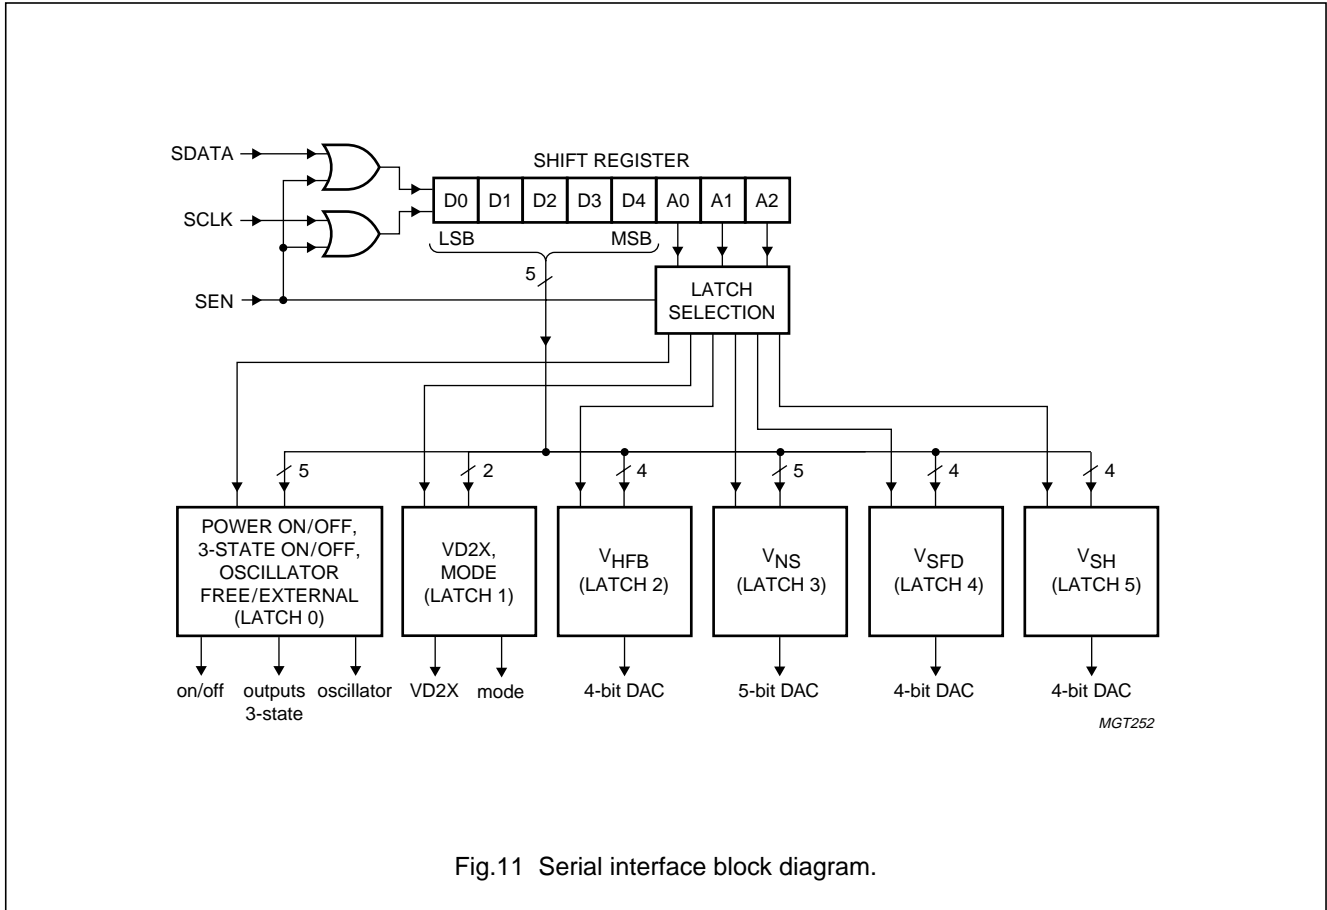 SDATA
SHIFT REGISTER
D0 D1 D2 D3 D4 A0 A1 A2
SCLK
LSB MSB
5
SEN
LATCH
SELECTION
5 2 4 5 4 4
POWER ON/OFF,
3-STATE ON/OFF,
OSCILLATOR
FREE/EXTERNAL
(LATCH 0)
VD2X,
MODE
(LATCH 1)
VHFB
(LATCH 2)
VNS
(LATCH 3)
VSFD
(LATCH 4)
VSH
(LATCH 5)
on/off
outputs
3-state
oscillator
VD2X
mode
4-bit DAC
5-bit DAC
4-bit DAC
4-bit DAC
MGT252
Fig.11 Serial interface block diagram.